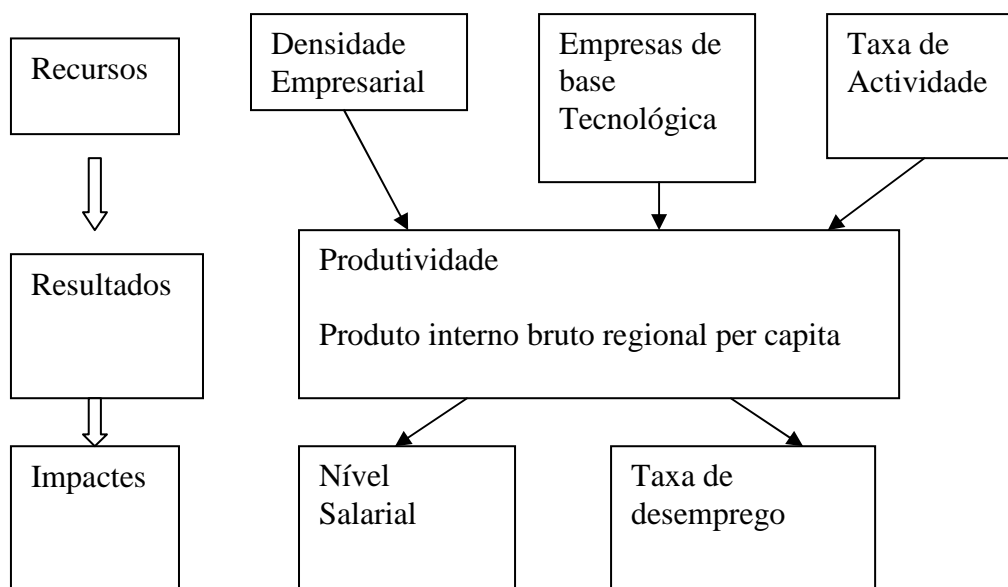 Recursos
Densidade
Empresarial
Empresas de
base
Tecnológica
Taxa de
Actividade
Resultados
Produtividade
Produto interno bruto regional per capita
Impactes
Nível
Salarial
Taxa de
desemprego